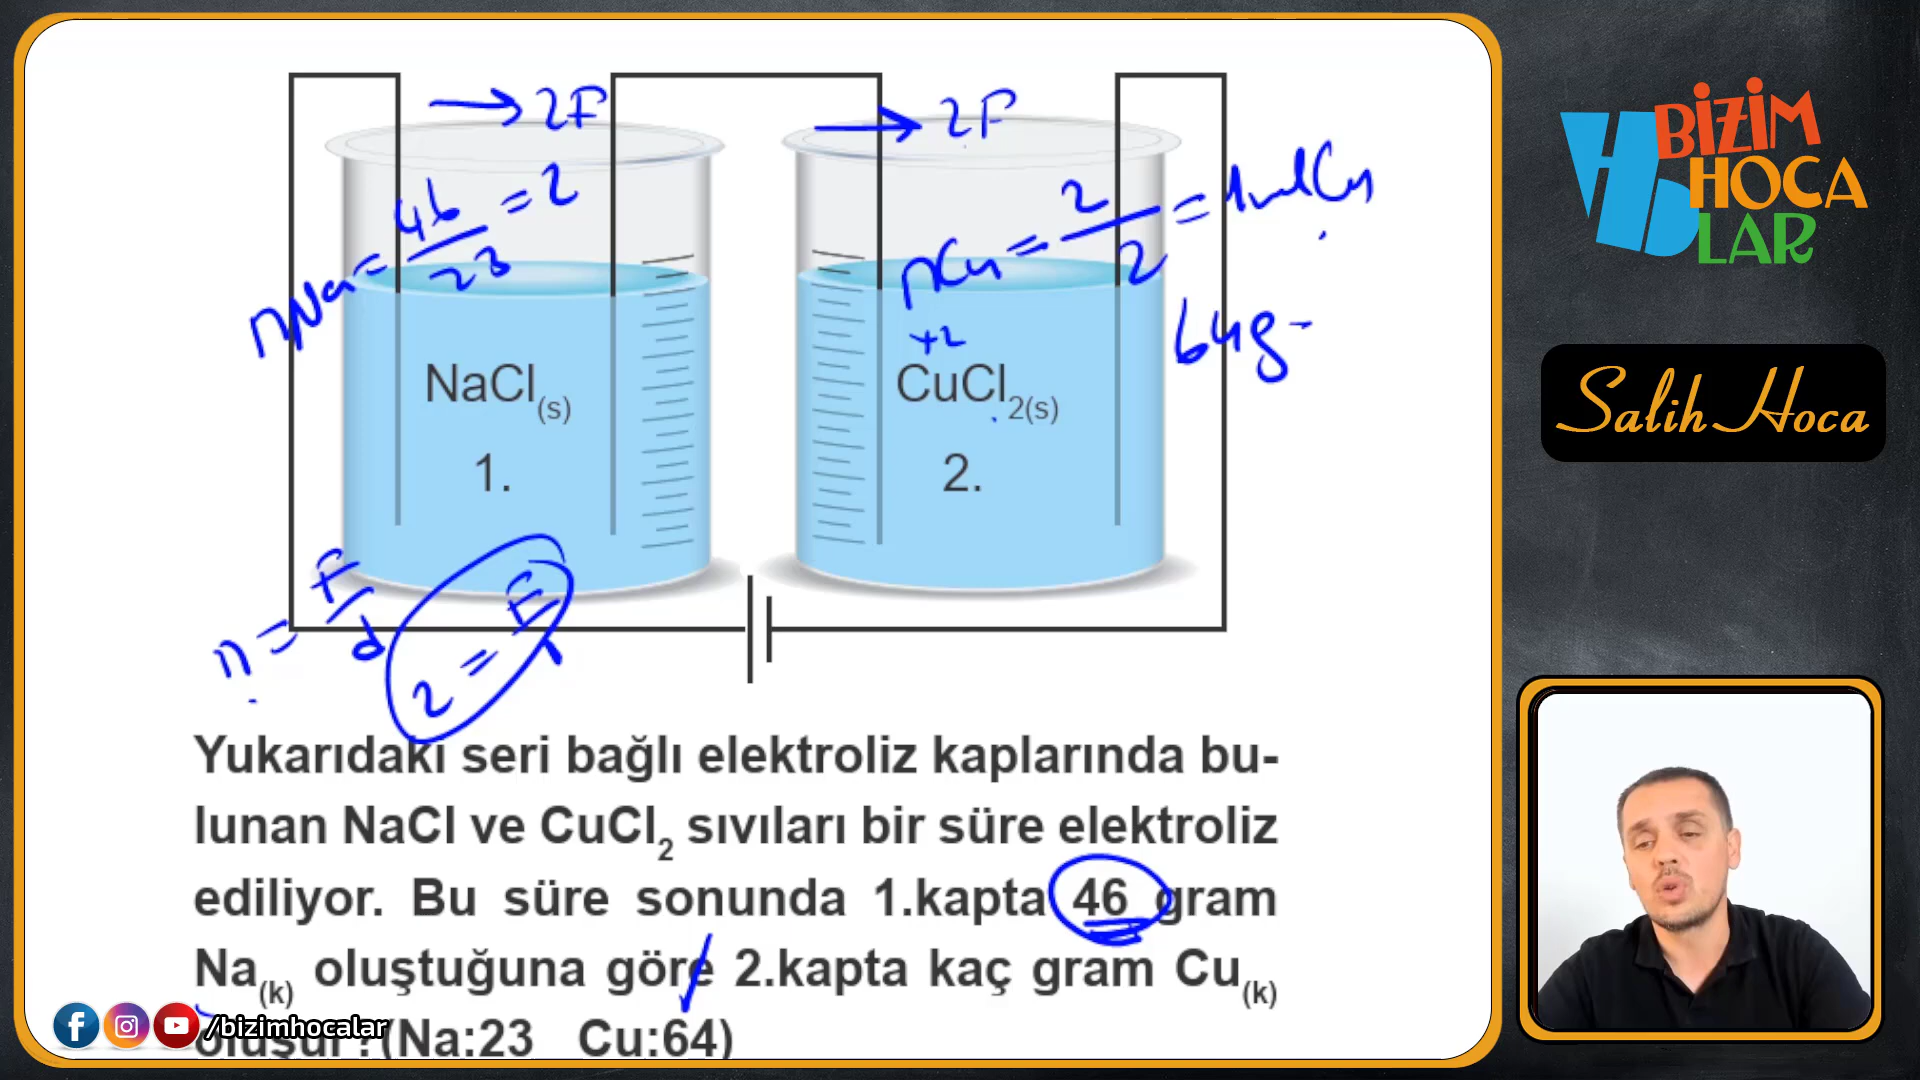 → 2F
→ 2F
nNa = 46/23 = 2
nCu = 2/2 = 1mol Cu
+2
64g
NaCl(s)
CuCl2(s)
1.
2.
n = F/d
2 = F/1
Yukarıdaki seri bağlı elektroliz kaplarında bu-
lunan NaCl ve CuCl2 sıvıları bir süre elektroliz
ediliyor. Bu süre sonunda 1.kapta 46 gram
Na(k) oluştuğuna göre 2.kapta kaç gram Cu(k)
oluşur?(Na:23 Cu:64)
/bizimhocalar
BİZİM
HOCA
LAR
Salih Hoca